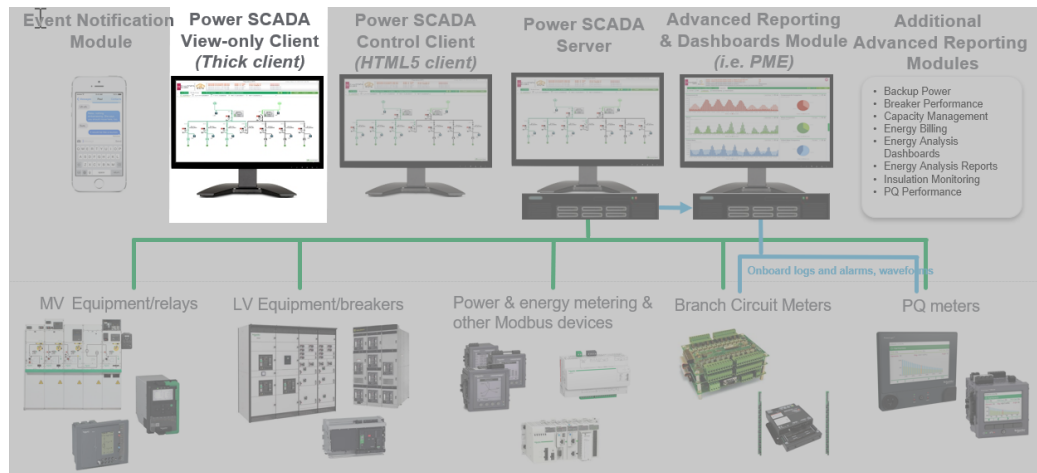 Event Notification
Module
Power SCADA
View-only Client
(Thick client)
Power SCADA
Control Client
(HTML5 client)
Power SCADA
Server
Advanced Reporting
& Dashboards Module
(i.e. PME)
Additional
Advanced Reporting
Modules
• Backup Power
• Breaker Performance
• Capacity Management
• Energy Billing
• Energy Analysis
Dashboards
• Energy Analysis Reports
• Insulation Monitoring
• PQ Performance
Onboard logs and alarms, waveforms
MV Equipment/relays
LV Equipment/breakers
Power & energy metering &
other Modbus devices
Branch Circuit Meters
PQ meters